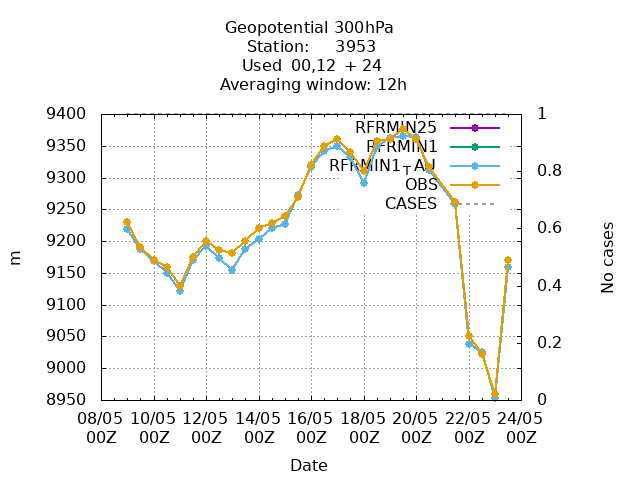 Geopotential 300hPa
Station: 3953
Used 00,12 + 24
Averaging window: 12h
9400
9350
9300
9250
9200
9150
9100
9050
9000
8950
m
1
0.8
0.6
0.4
0.2
0
No cases
RFRMIN25
RFRMIN1
RFRMIN1_AU
OBS
CASES
08/05 10/05 12/05 14/05 16/05 18/05 20/05 22/05 24/05
00Z 00Z 00Z 00Z 00Z 00Z 00Z 00Z 00Z
Date